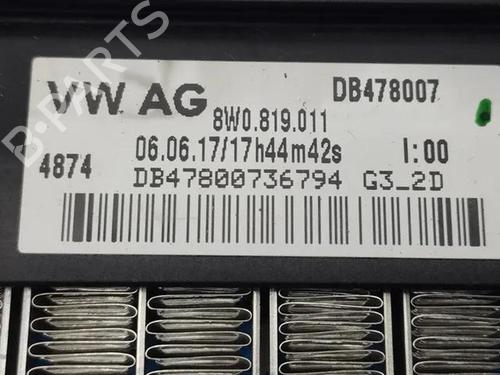 B-PARTS
VW AG
DB478007
8W0.819.011
06.06.17/17h44m42s
I:00
4874
DB47800736794 G3_2D